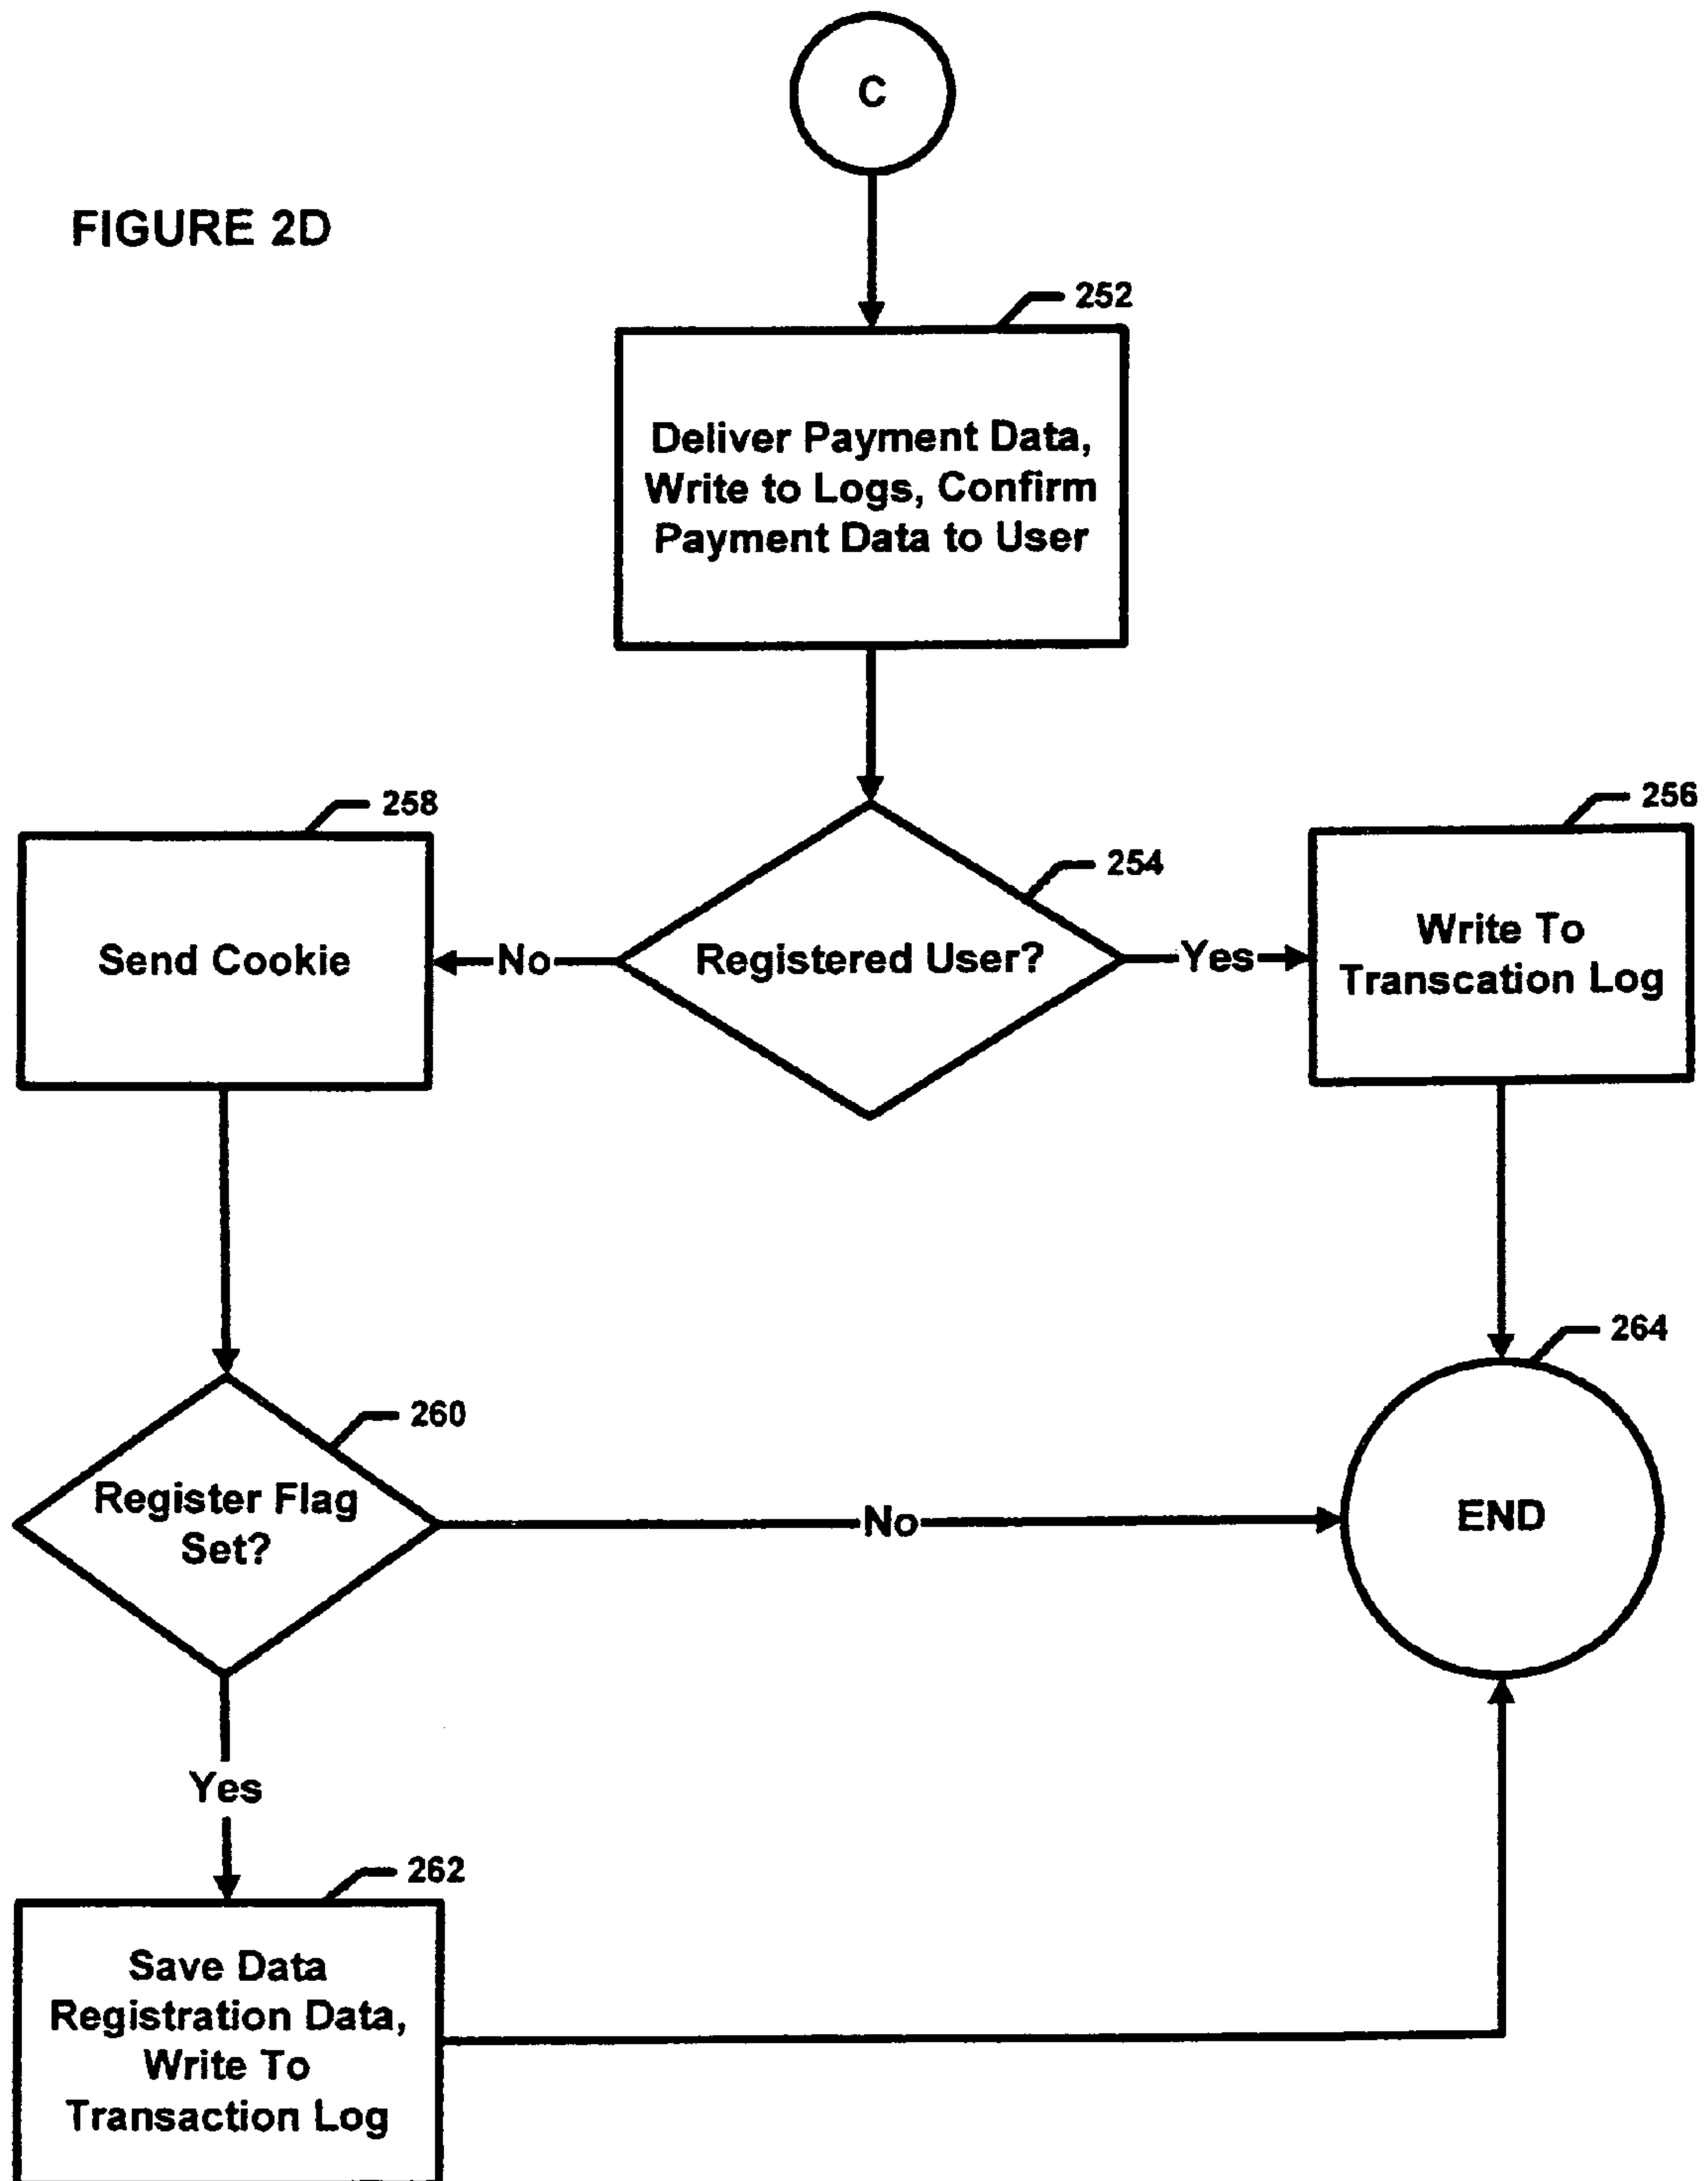 C
FIGURE 2D
252
Deliver Payment Data,
Write to Logs, Confirm
Payment Data to User
258
256
254
Send Cookie
No
Registered User?
Yes
Write To
Transcation Log
264
260
Register Flag
Set?
No
END
Yes
262
Save Data
Registration Data,
Write To
Transaction Log